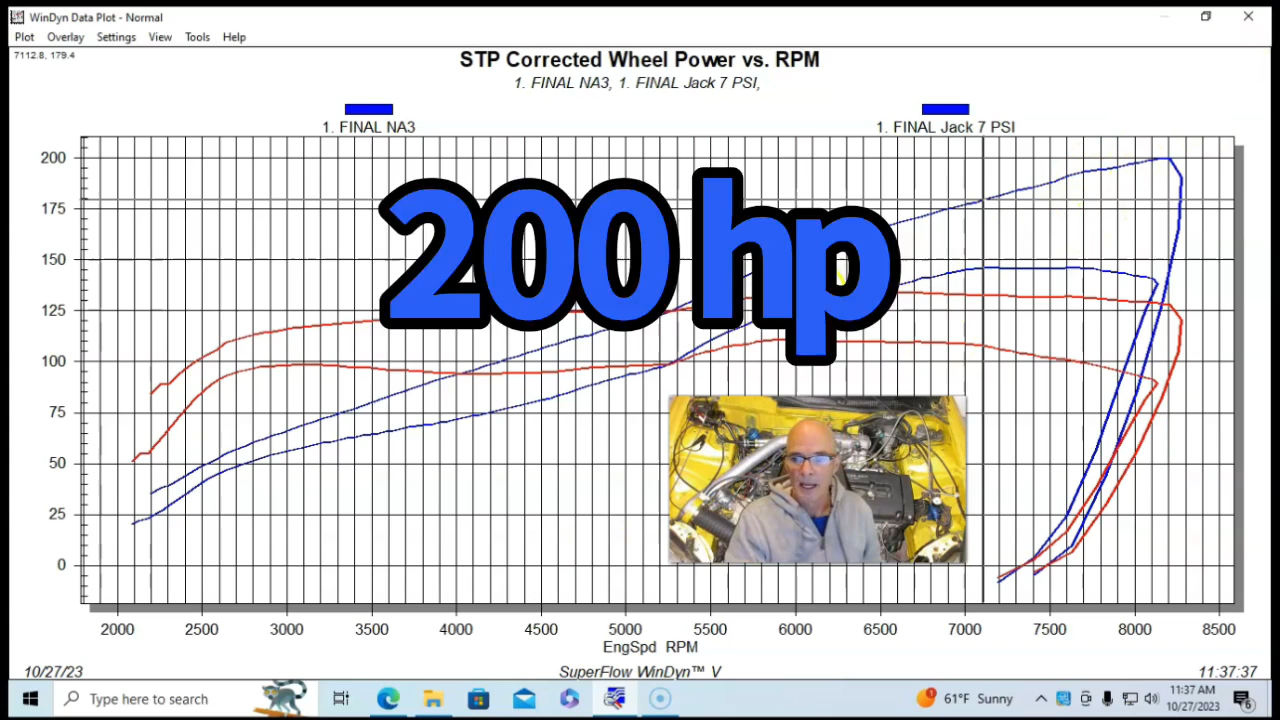 WinDyn Data Plot - Normal
Plot Overlay Settings View Tools Help
7112.8, 179.4
STP Corrected Wheel Power vs. RPM
1. FINAL NA3, 1. FINAL Jack 7 PSI,
1. FINAL NA3 1. FINAL Jack 7 PSI
200
175
150
125
100
75
50
25
0
200 hp
2000 2500 3000 3500 4000 4500 5000 5500 6000 6500 7000 7500 8000 8500
EngSpd RPM
10/27/23 SuperFlow WinDyn™ V 11:37:37
Type here to search
1
61°F Sunny
11:37 AM
10/27/2023
6